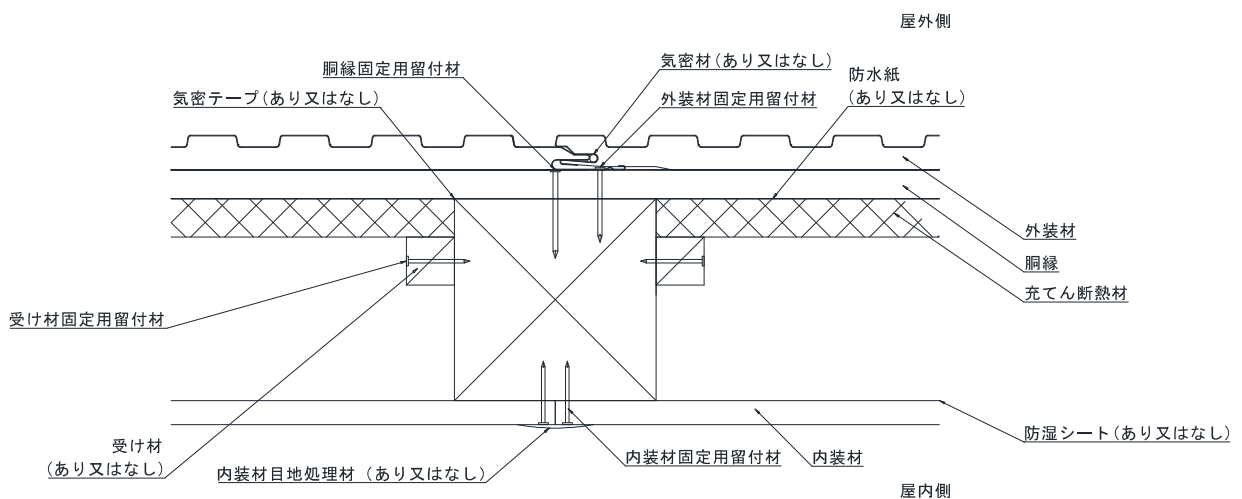 屋外側
気密材(あり又はなし)
胴縁固定用留付材
防水紙
(あり又はなし)
気密テープ(あり又はなし)
外装材固定用留付材
外装材
胴縁
充てん断熱材
受け材固定用留付材
防湿シート(あり又はなし)
受け材
(あり又はなし)
内装材目地処理材 (あり又はなし)
内装材固定用留付材
内装材
屋内側